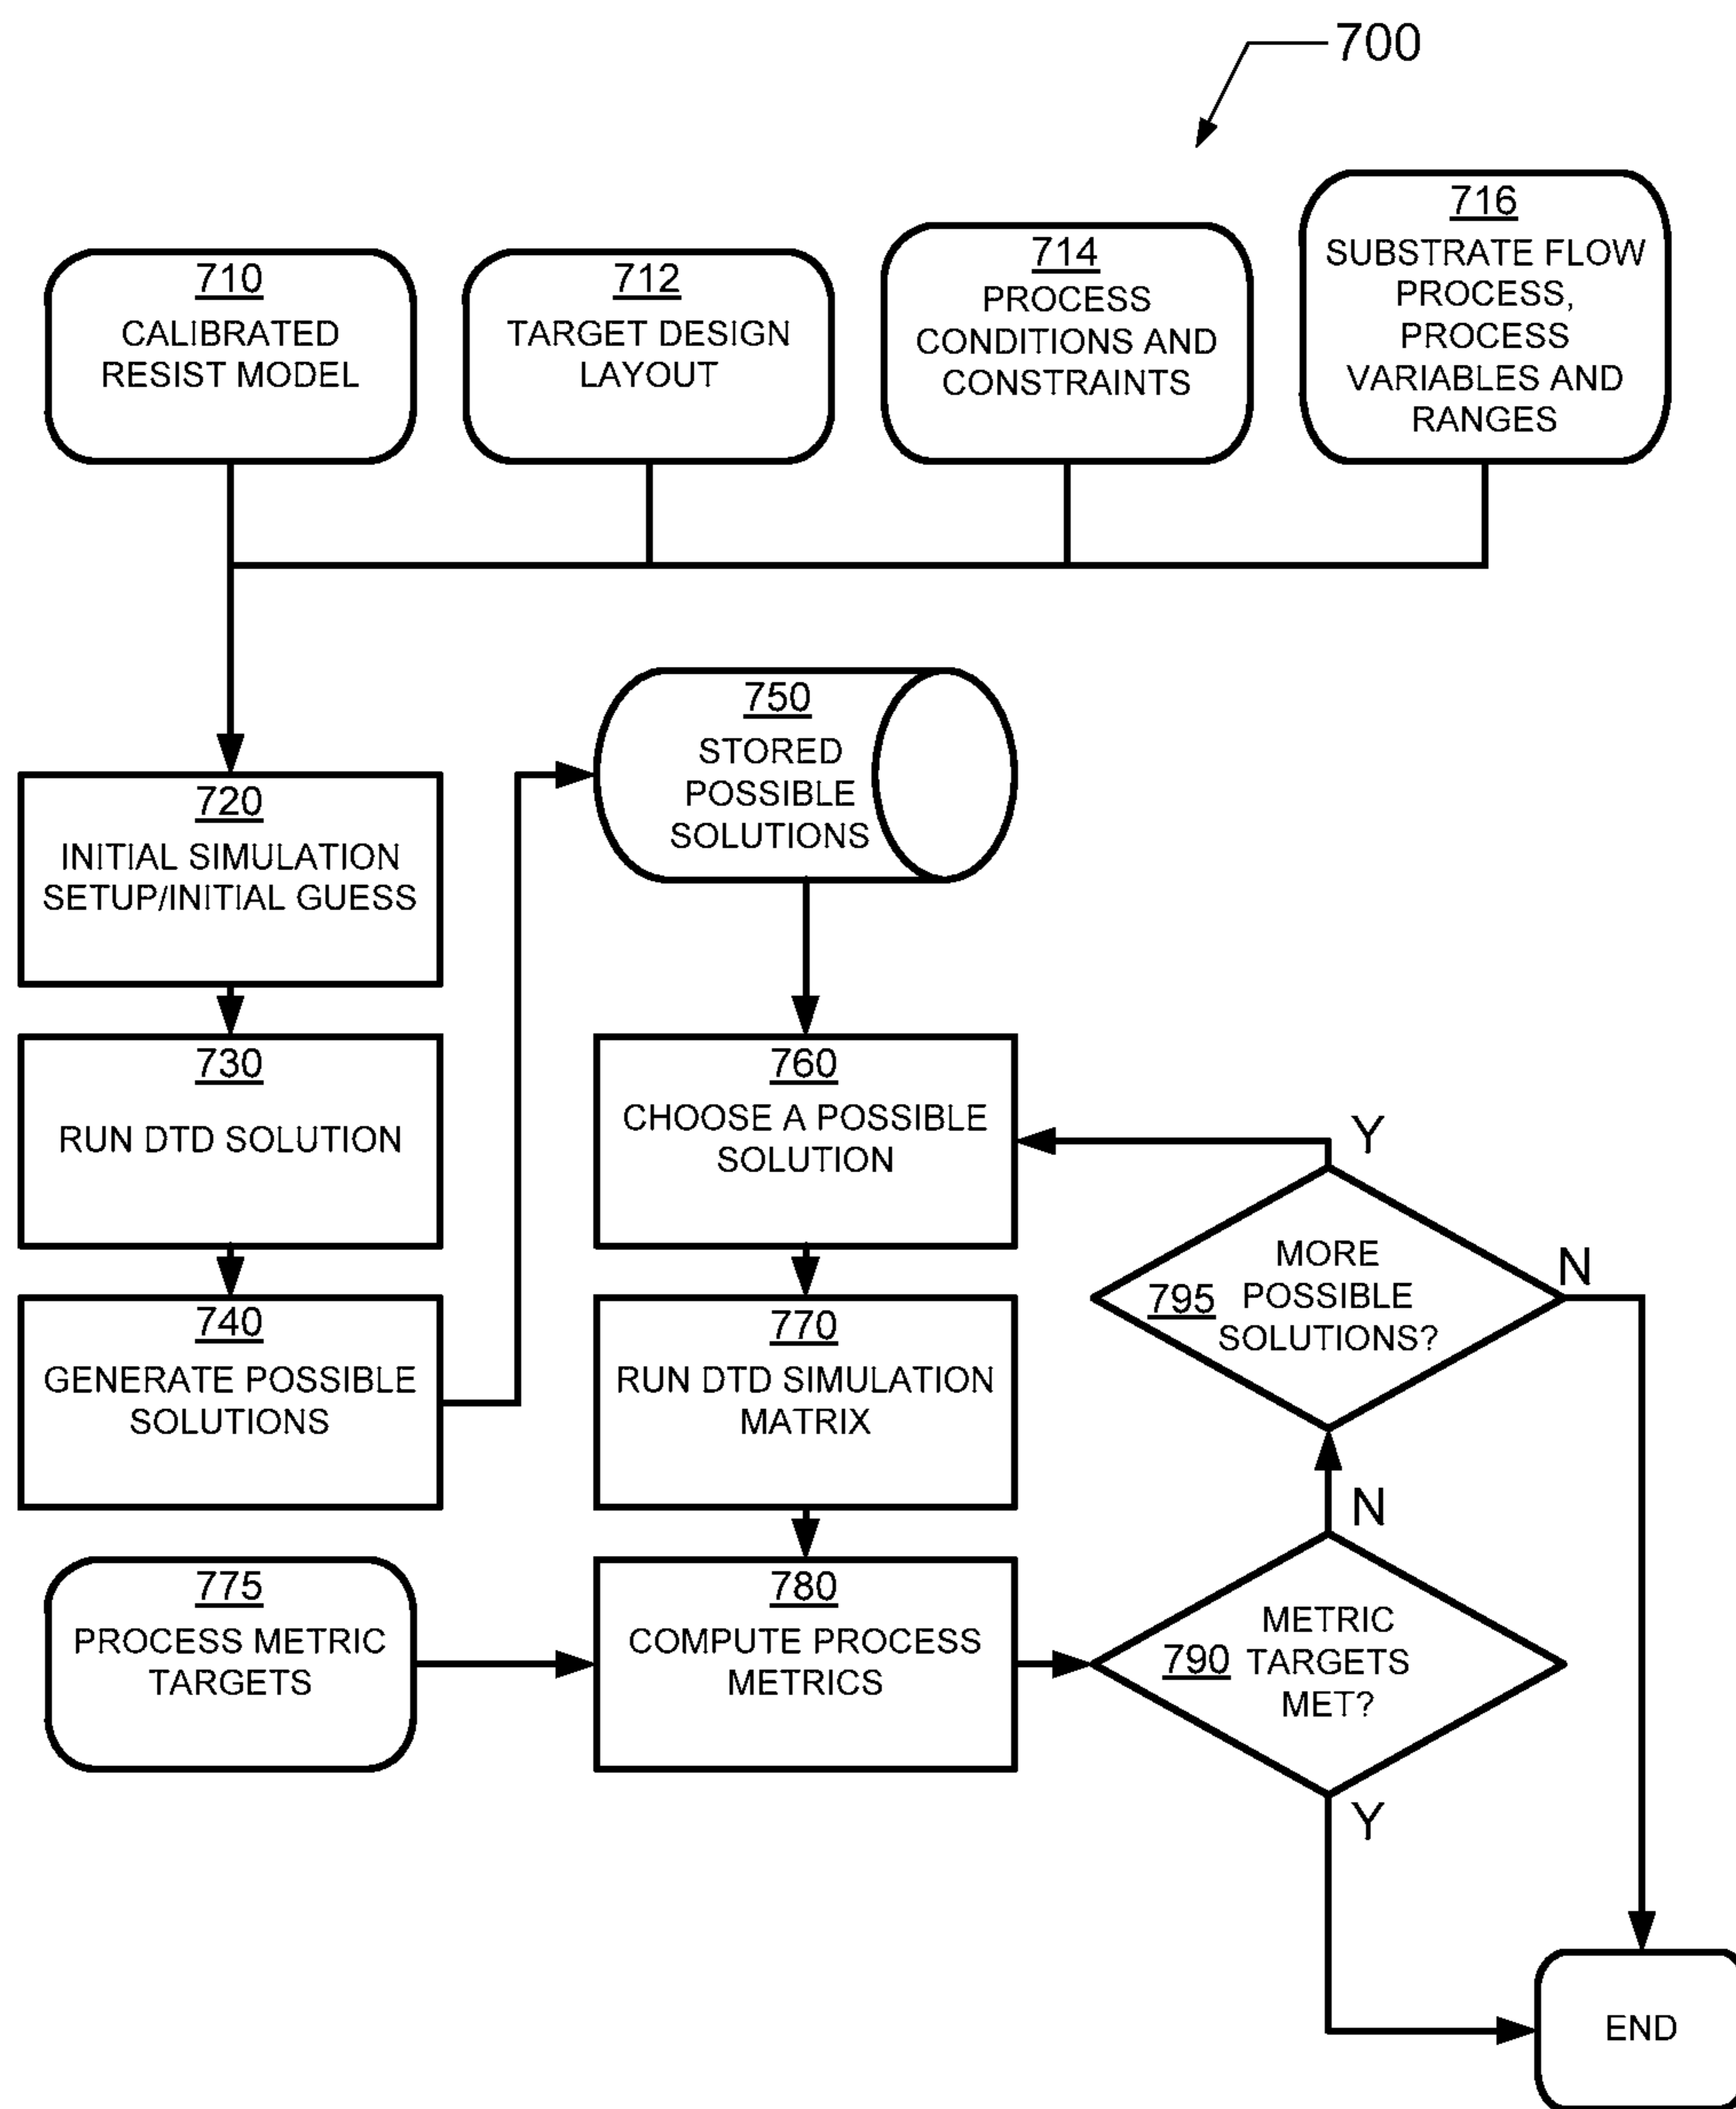 700
710
CALIBRATED
RESIST MODEL
712
TARGET DESIGN
LAYOUT
714
PROCESS
CONDITIONS AND
CONSTRAINTS
716
SUBSTRATE FLOW
PROCESS,
PROCESS
VARIABLES AND
RANGES
720
INITIAL SIMULATION
SETUP/INITIAL GUESS
730
RUN DTD SOLUTION
740
GENERATE POSSIBLE
SOLUTIONS
750
STORED
POSSIBLE
SOLUTIONS
760
CHOOSE A POSSIBLE
SOLUTION
770
RUN DTD SIMULATION
MATRIX
775
PROCESS METRIC
TARGETS
780
COMPUTE PROCESS
METRICS
790
METRIC
TARGETS
MET?
N
Y
795
MORE
POSSIBLE
SOLUTIONS?
Y
N
END